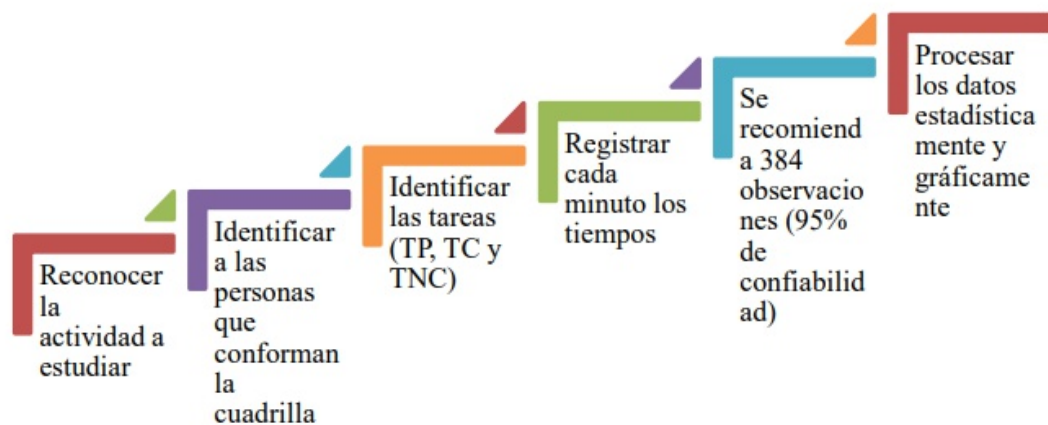 Reconocer
la
actividad a
estudiar
Identificar
a las
personas
que
conforman
la
cuadrilla
Identificar
las tareas
(TP, TC y
TNC)
Registrar
cada
minuto los
tiempos
Se
recomiend
a 384
observacio
nes (95%
de
confiabilid
ad)
Procesar
los datos
estadística
mente y
gráficame
nte